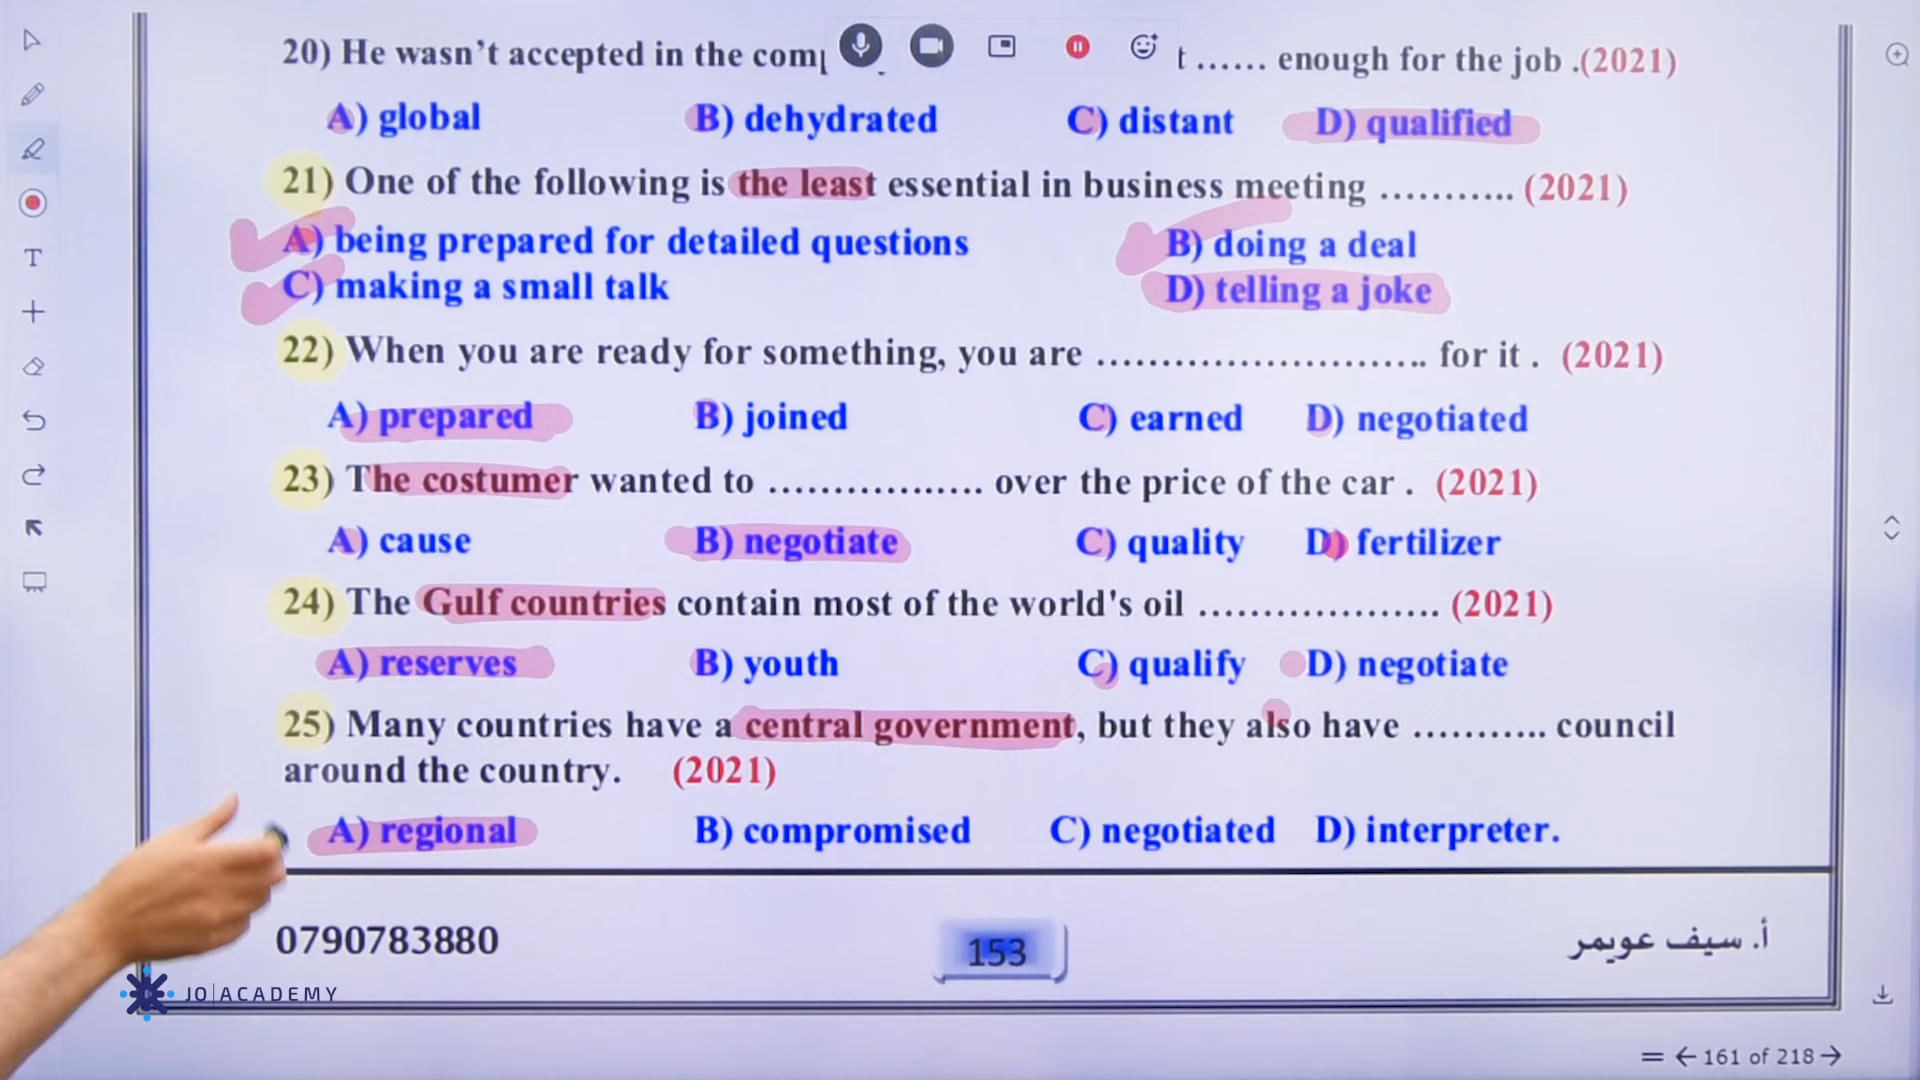 20) He wasn't accepted in the comp t ...... enough for the job .(2021)
A) global B) dehydrated C) distant D) qualified
21) One of the following is the least essential in business meeting ........... (2021)
A) being prepared for detailed questions B) doing a deal
C) making a small talk D) telling a joke
22) When you are ready for something, you are .......................... for it . (2021)
A) prepared B) joined C) earned D) negotiated
23) The costumer wanted to ................. over the price of the car . (2021)
A) cause B) negotiate C) quality D) fertilizer
24) The Gulf countries contain most of the world's oil ................... (2021)
A) reserves B) youth C) qualify D) negotiate
25) Many countries have a central government, but they also have ........... council
around the country. (2021)
A) regional B) compromised C) negotiated D) interpreter.
0790783880 153 أ. سيف عويمر
JO ACADEMY
161 of 218